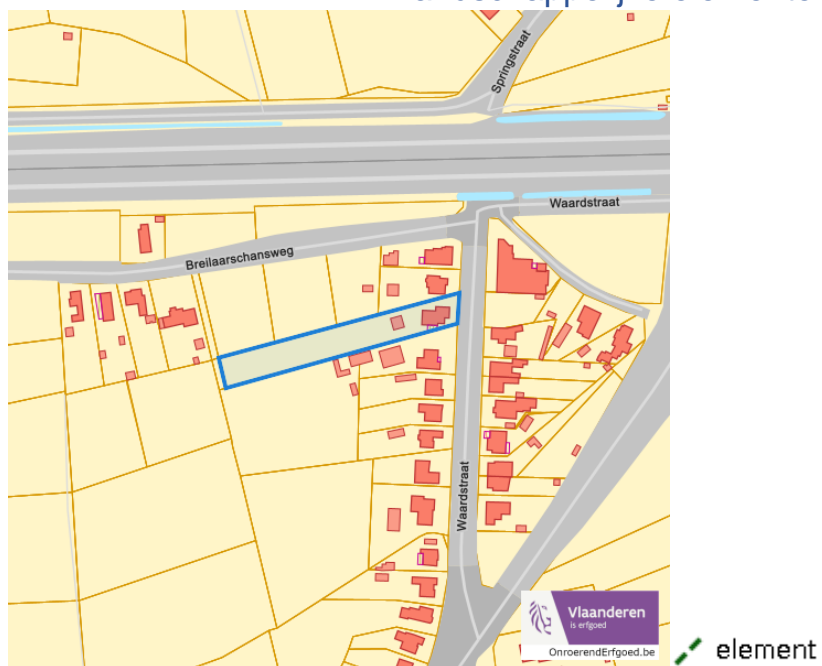 Springstraat
Waardstraat
Breilaarschansweg
Waardstraat
Vlaanderen
is erfgoed
OnroerendErfgoed.be
element